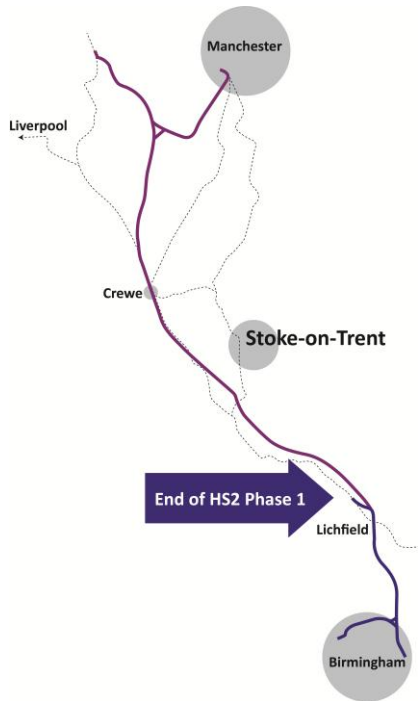 Manchester
Liverpool
Crewe
Stoke-on-Trent
End of HS2 Phase 1
Lichfield
Birmingham